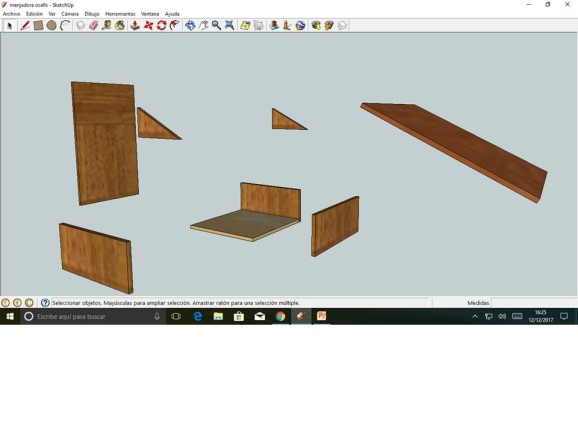 menjadora ocells - SketchUp
Archivo Edición Ver Cámara Dibujo Herramientas Ventana Ayuda
Seleccionar objetos. Mayúsculas para ampliar selección. Arrastrar ratón para una selección múltiple.
Medidas
Escribe aquí para buscar
16:25
12/12/2017